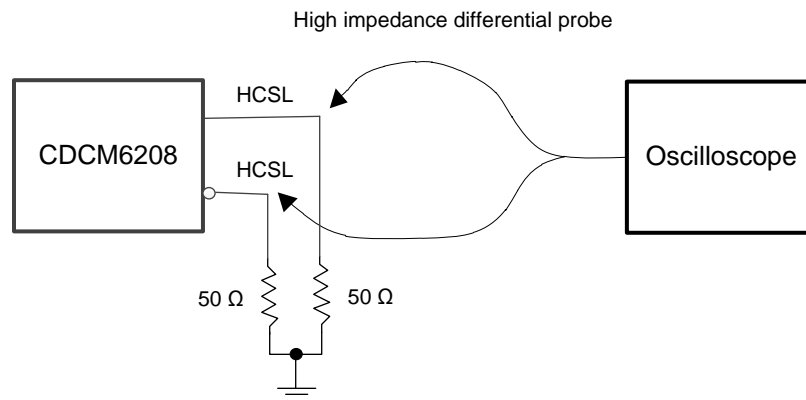 High impedance differential probe
HCSL
CDCM6208
HCSL
Oscilloscope
50 Ω
50 Ω